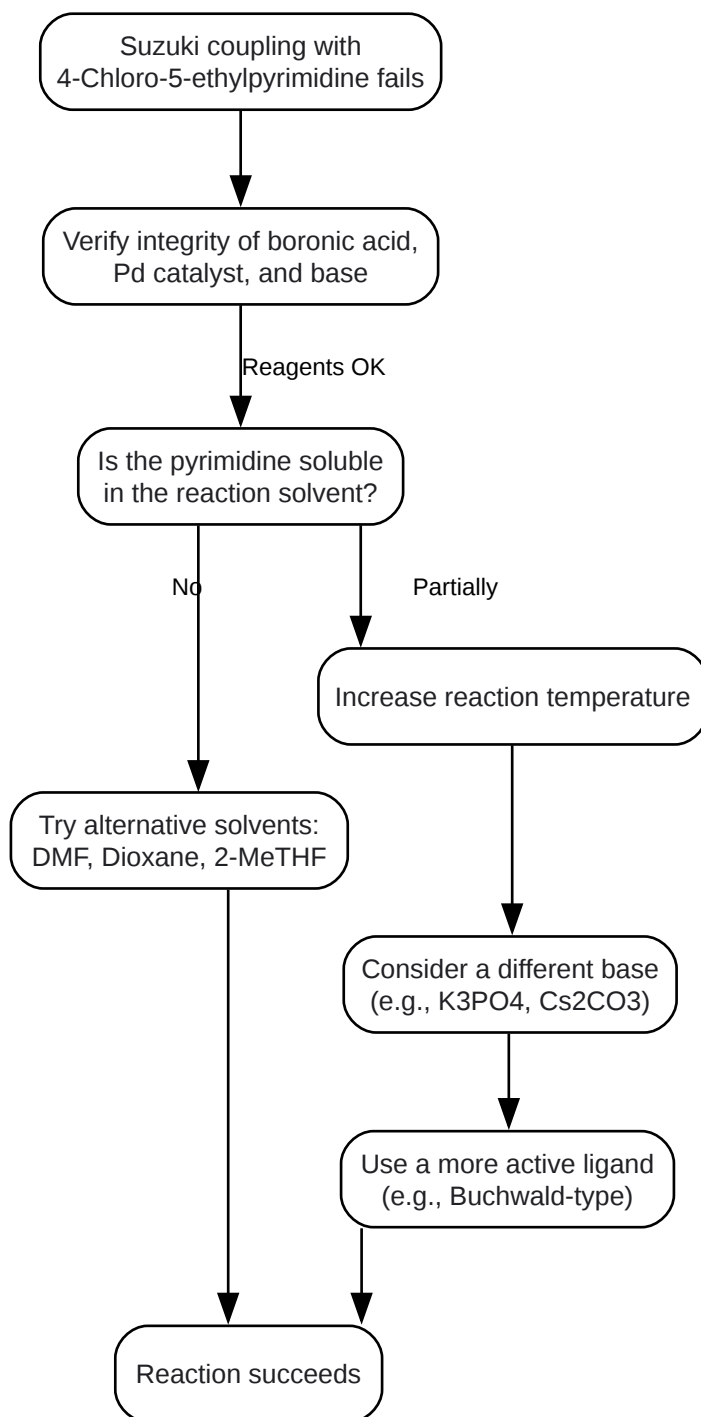 Suzuki coupling with
4-Chloro-5-ethylpyrimidine fails
Verify integrity of boronic acid,
Pd catalyst, and base
Reagents OK
Is the pyrimidine soluble
in the reaction solvent?
No
Partially
Increase reaction temperature
Try alternative solvents:
DMF, Dioxane, 2-MeTHF
Consider a different base
(e.g., K3PO4, Cs2CO3)
Use a more active ligand
(e.g., Buchwald-type)
Reaction succeeds